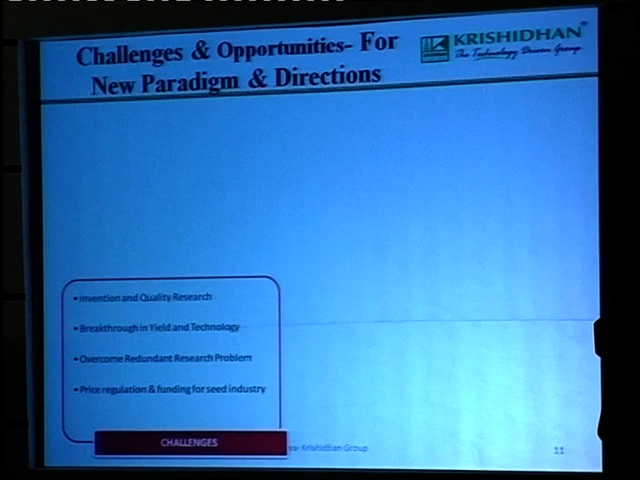 Challenges & Opportunities- For
New Paradigm & Directions
KRISHIDHAN®
The Technology Driven Group
• Invention and Quality Research
• Breakthrough in Yield and Technology
• Overcome Redundant Research Problem
• Price regulation & funding for seed industry
CHALLENGES
Krishidhan Group
11